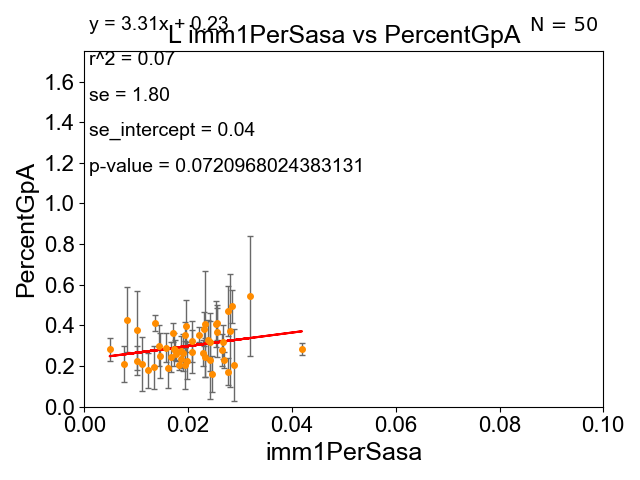 y = 3.31x + 0.23
L imm1PerSasa vs PercentGpA
N = 50
r^2 = 0.07
se = 1.80
se_intercept = 0.04
p-value = 0.0720968024383131
PercentGpA
1.6
1.4
1.2
1.0
0.8
0.6
0.4
0.2
0.0
0.00 0.02 0.04 0.06 0.08 0.10
imm1PerSasa